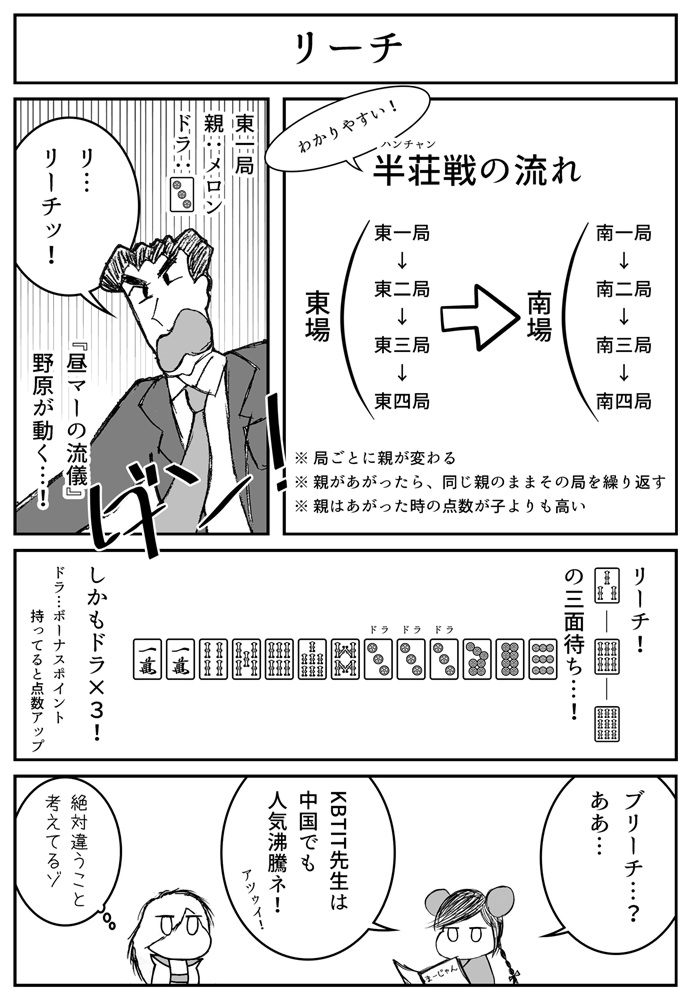 リーチ
わかりやすい！
ハンチャン
半荘戦の流れ
東場
東一局
↓
東二局
↓
東三局
↓
東四局
南場
南一局
↓
南二局
↓
南三局
↓
南四局
※ 局ごとに親が変わる
※ 親があがったら、同じ親のままその局を繰り返す
※ 親はあがった時の点数が子よりも高い
東一局
親：メロン
ドラ：
リ…
リーチッ！
『昼マーの流儀』
野原が動く…！
げン！
リーチ！
の三面待ち…！
ドラ
ドラ
ドラ
一萬
一萬
しかもドラ×３！
ドラ…ボーナスポイント
持ってると点数アップ
ブリーチ…？
ああ…
KBTIT先生は
中国でも
人気沸騰ネ！
アツゥイ！
まーじゃん
絶対違うこと
考えてるゾ